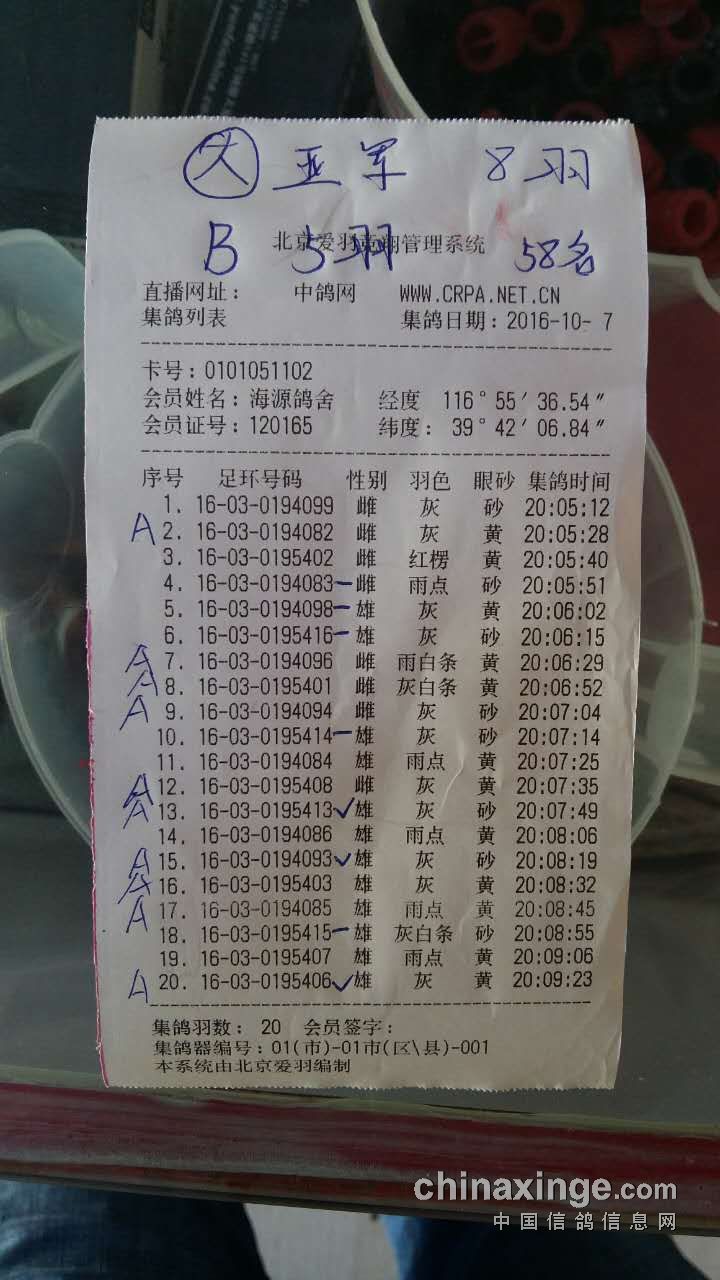 大 亚军 8羽
B 5羽 58名
北京爱羽竞翔管理系统
直播网址： 中鸽网 WWW.CRPA.NET.CN
集鸽列表 集鸽日期：2016-10- 7
卡号：0101051102
会员姓名：海源鸽舍 经度 116°55′36.54″
会员证号：120165 纬度： 39°42′06.84″
序号 足环号码 性别 羽色 眼砂 集鸽时间
1. 16-03-0194099 雌 灰 砂 20:05:12
A 2. 16-03-0194082 雌 灰 黄 20:05:28
3. 16-03-0195402 雌 红楞 黄 20:05:40
4. 16-03-0194083 雌 雨点 砂 20:05:51
5. 16-03-0194098 雄 灰 黄 20:06:02
6. 16-03-0195416 雄 灰 砂 20:06:15
A 7. 16-03-0194096 雌 雨白条 黄 20:06:29
A 8. 16-03-0195401 雌 灰白条 黄 20:06:52
A 9. 16-03-0194094 雌 灰 砂 20:07:04
10. 16-03-0195414 雄 灰 砂 20:07:14
11. 16-03-0194084 雄 雨点 黄 20:07:25
A 12. 16-03-0195408 雌 灰 黄 20:07:35
A 13. 16-03-0195413 ✓ 雄 灰 砂 20:07:49
14. 16-03-0194086 雄 雨点 黄 20:08:06
A 15. 16-03-0194093 ✓ 雄 灰 砂 20:08:19
A 16. 16-03-0195403 雄 灰 黄 20:08:32
A 17. 16-03-0194085 雄 雨点 黄 20:08:45
18. 16-03-0195415 雄 灰白条 砂 20:08:55
19. 16-03-0195407 雄 雨点 黄 20:09:06
A 20. 16-03-0195406 ✓ 雄 灰 黄 20:09:23
集鸽羽数： 20 会员签字：
集鸽器编号：01(市)-01市(区\县)-001
本系统由北京爱羽编制
chinaxinge.com
中国信鸽信息网